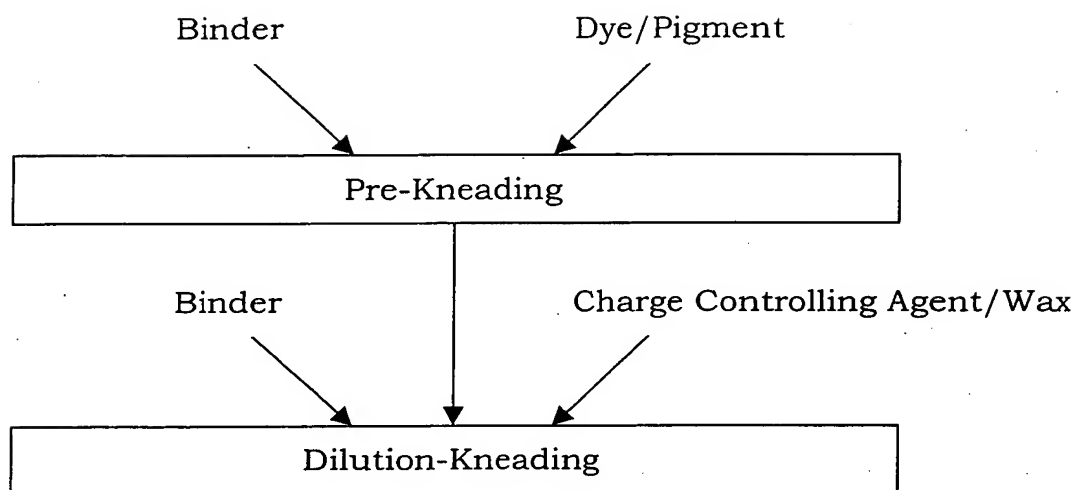 Binder
Dye/Pigment
Pre-Kneading
Binder
Charge Controlling Agent/Wax
Dilution-Kneading